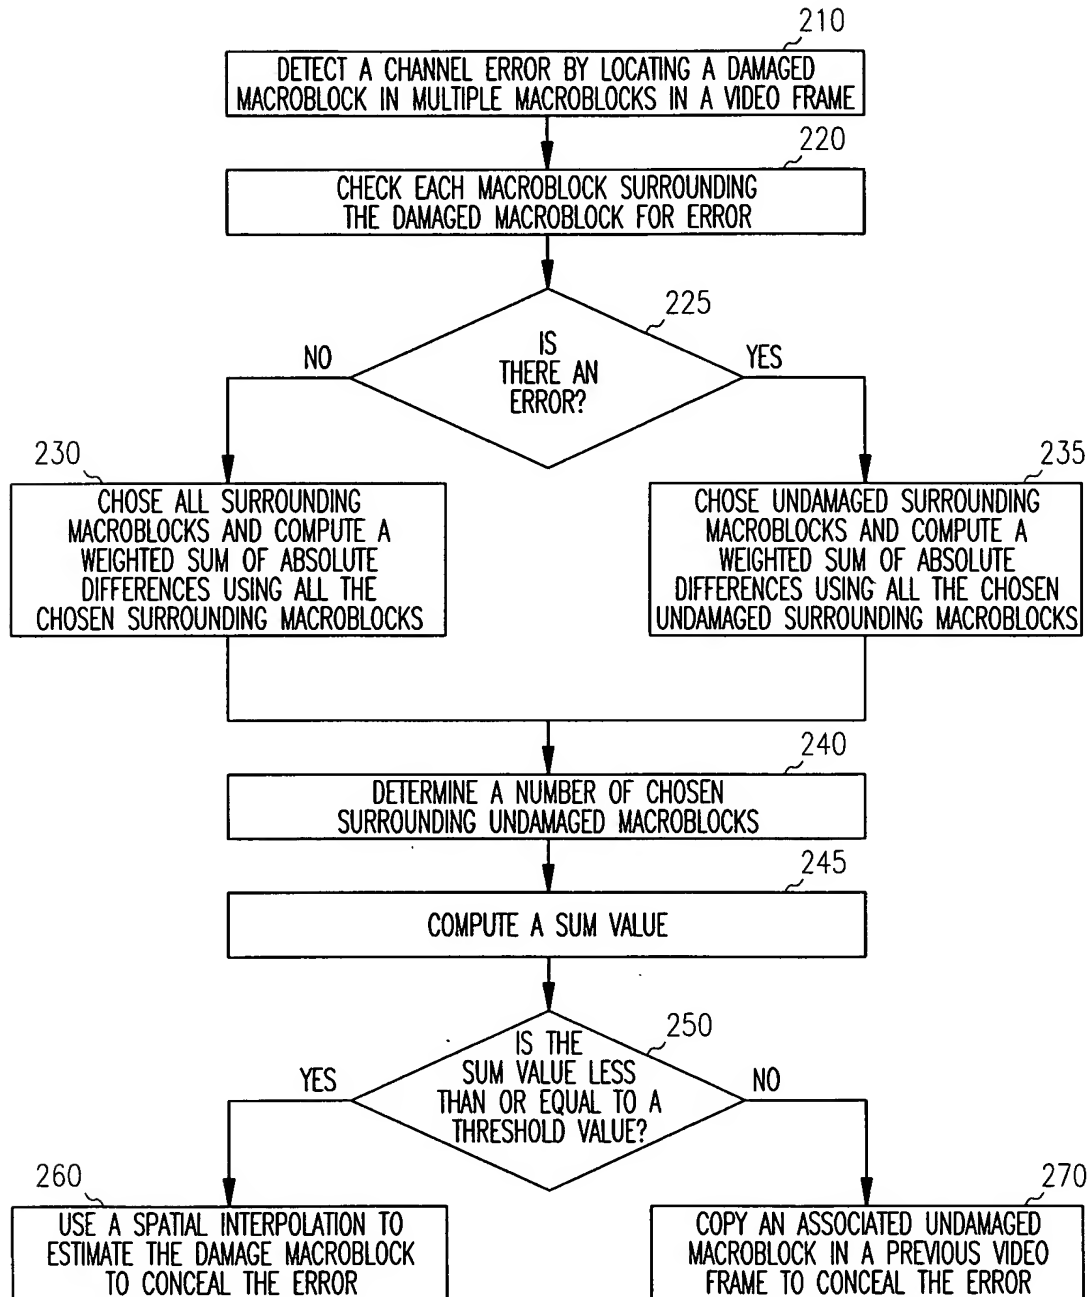 210
DETECT A CHANNEL ERROR BY LOCATING A DAMAGED
MACROBLOCK IN MULTIPLE MACROBLOCKS IN A VIDEO FRAME
220
CHECK EACH MACROBLOCK SURROUNDING
THE DAMAGED MACROBLOCK FOR ERROR
225
IS
THERE AN
ERROR?
NO
YES
230
CHOSE ALL SURROUNDING
MACROBLOCKS AND COMPUTE A
WEIGHTED SUM OF ABSOLUTE
DIFFERENCES USING ALL THE
CHOSEN SURROUNDING MACROBLOCKS
235
CHOSE UNDAMAGED SURROUNDING
MACROBLOCKS AND COMPUTE A
WEIGHTED SUM OF ABSOLUTE
DIFFERENCES USING ALL THE CHOSEN
UNDAMAGED SURROUNDING MACROBLOCKS
240
DETERMINE A NUMBER OF CHOSEN
SURROUNDING UNDAMAGED MACROBLOCKS
245
COMPUTE A SUM VALUE
250
IS THE
SUM VALUE LESS
THAN OR EQUAL TO A
THRESHOLD VALUE?
YES
NO
260
USE A SPATIAL INTERPOLATION TO
ESTIMATE THE DAMAGE MACROBLOCK
TO CONCEAL THE ERROR
270
COPY AN ASSOCIATED UNDAMAGED
MACROBLOCK IN A PREVIOUS VIDEO
FRAME TO CONCEAL THE ERROR